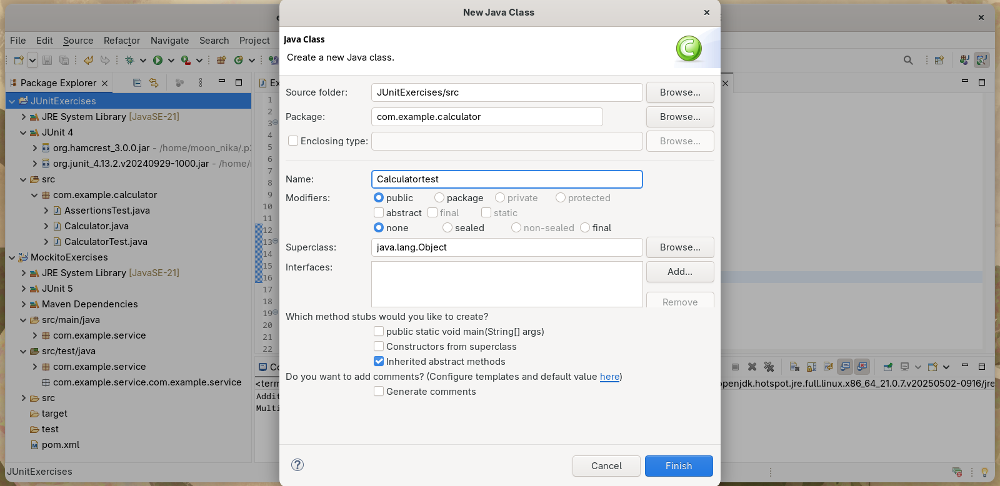 New Java Class
File Edit Source Refactor Navigate Search Project
Java Class
Create a new Java class.
Package Explorer
Source folder: JUnitExercises/src Browse...
Package: com.example.calculator Browse...
Enclosing type: Browse...
Name: Calculatortest
Modifiers: public package private protected
abstract final static
none sealed non-sealed final
Superclass: java.lang.Object Browse...
Interfaces: Add...
Remove
Which method stubs would you like to create?
public static void main(String[] args)
Constructors from superclass
Inherited abstract methods
Do you want to add comments? (Configure templates and default value here)
Generate comments
Cancel Finish
JUnitExercises
JRE System Library [JavaSE-21]
JUnit 4
org.hamcrest_3.0.0.jar - /home/moon_nika/.p2
org.junit_4.13.2.v20240929-1000.jar - /home/
src
com.example.calculator
AssertionsTest.java
Calculator.java
CalculatorTest.java
MockitoExercises
JRE System Library [JavaSE-21]
JUnit 5
Maven Dependencies
src/main/java
com.example.service
src/test/java
com.example.service
com.example.service.com.example.service
src
target
test
pom.xml
JUnitExercises
Ex
1
2
3
4
5
6
7
8
9
10
11
12
13
14
15
16
17
18
19
20
21
22
Co
<term
openjdk.hotspot.jre.full.linux.x86_64_21.0.7.v20250502-0916/jre
Addit
Multi